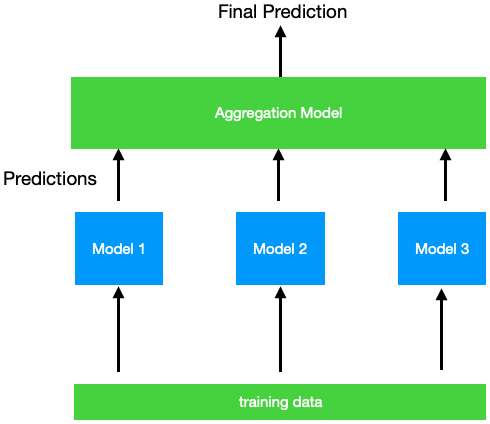 Final Prediction
Aggregation Model
Predictions
Model 1
Model 2
Model 3
training data